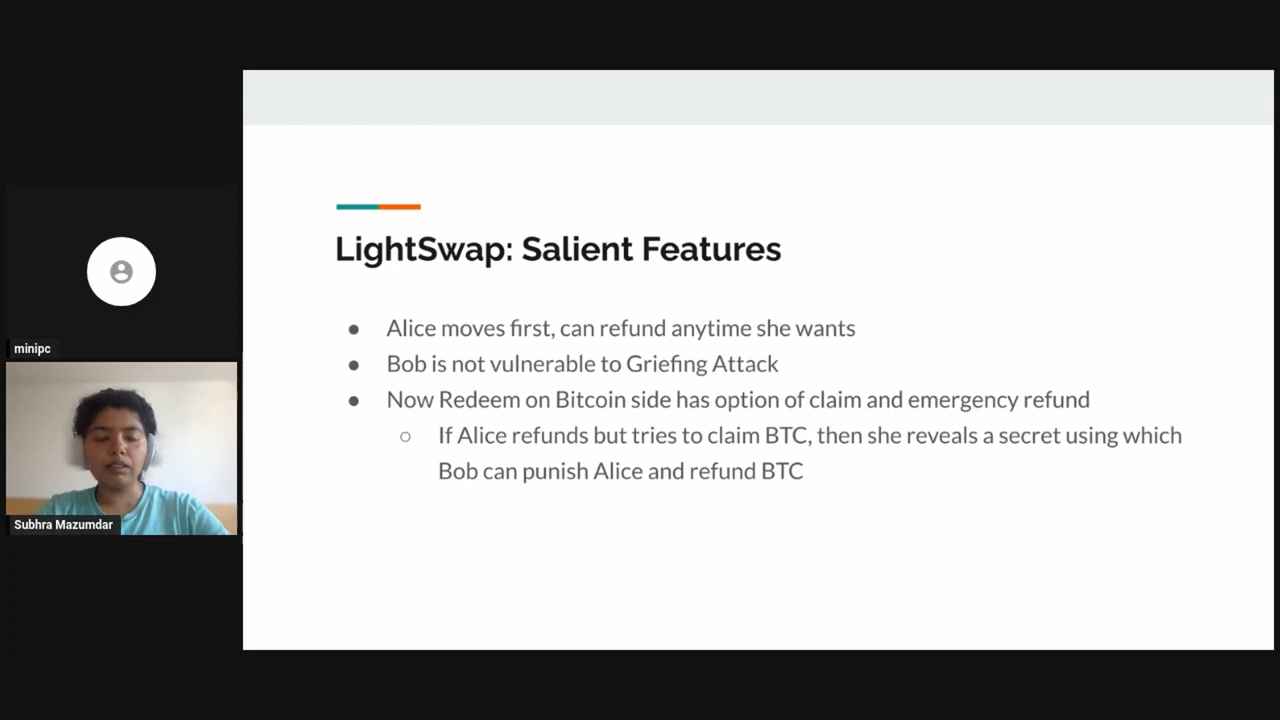 minipc
Subhra Mazumdar
LightSwap: Salient Features
● Alice moves first, can refund anytime she wants
● Bob is not vulnerable to Griefing Attack
● Now Redeem on Bitcoin side has option of claim and emergency refund
○ If Alice refunds but tries to claim BTC, then she reveals a secret using which
Bob can punish Alice and refund BTC